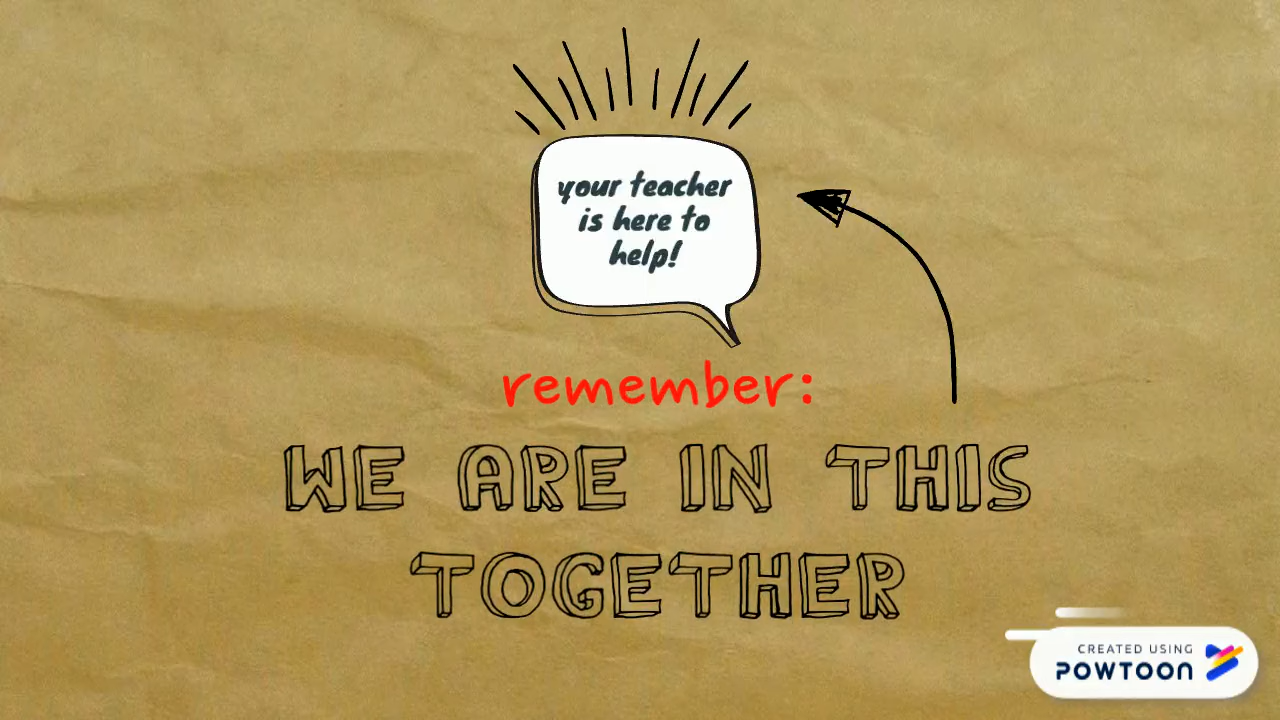 your teacher
is here to
help!
remember:
WE ARE IN THIS
TOGETHER
CREATED USING
POWTOON